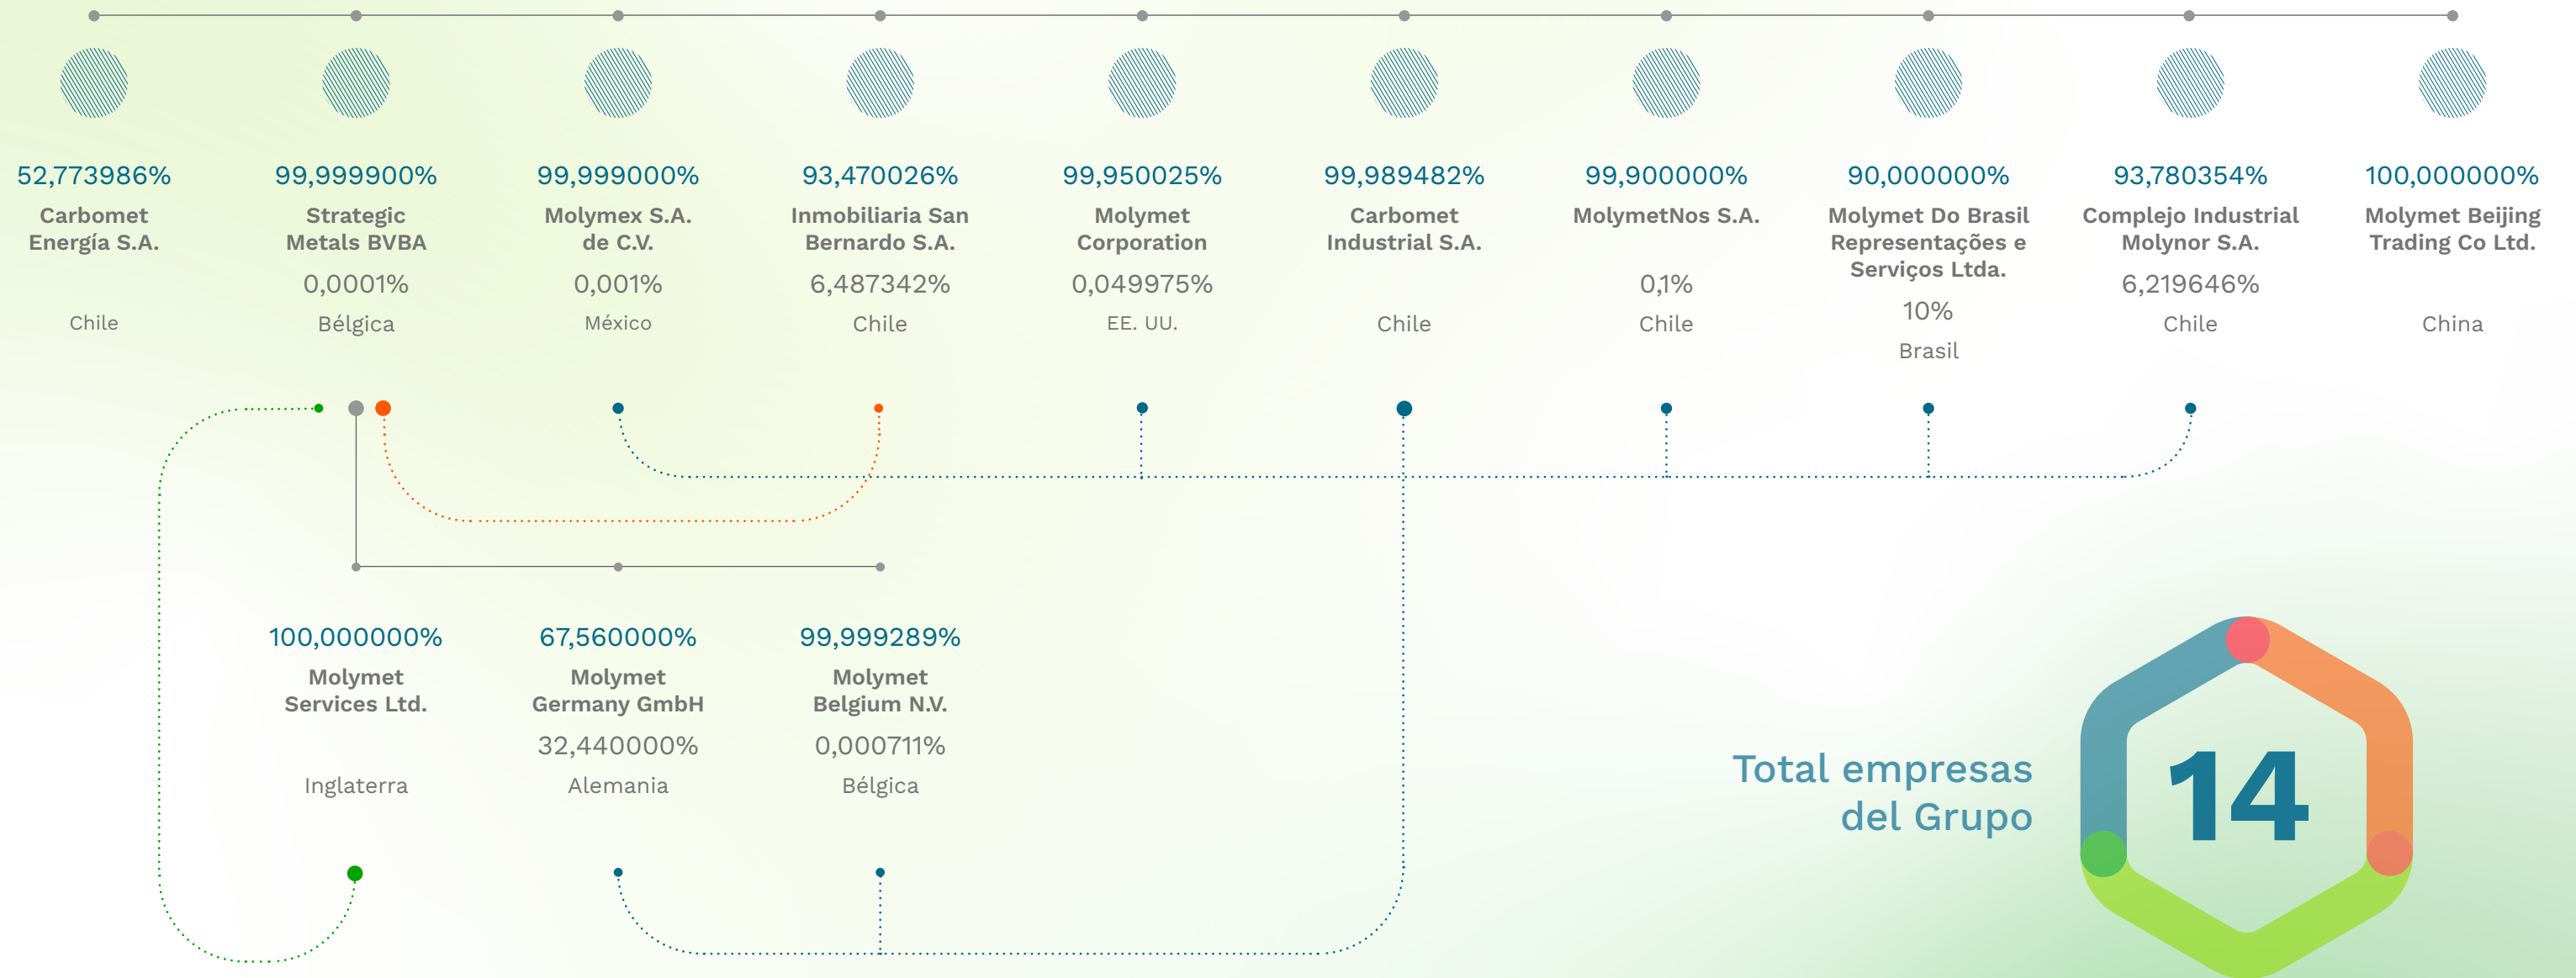 52,773986%
Carbomet
Energía S.A.
Chile
99,999900%
Strategic
Metals BVBA
0,0001%
Bélgica
99,999000%
Molymex S.A.
de C.V.
0,001%
México
93,470026%
Inmobiliaria San
Bernardo S.A.
6,487342%
Chile
99,950025%
Molymet
Corporation
0,049975%
EE. UU.
99,989482%
Carbomet
Industrial S.A.
Chile
99,900000%
MolymetNos S.A.
0,1%
Chile
90,000000%
Molymet Do Brasil
Representações e
Serviços Ltda.
10%
Brasil
93,780354%
Complejo Industrial
Molynor S.A.
6,219646%
Chile
100,000000%
Molymet Beijing
Trading Co Ltd.
China
100,000000%
Molymet
Services Ltd.
Inglaterra
67,560000%
Molymet
Germany GmbH
32,440000%
Alemania
99,999289%
Molymet
Belgium N.V.
0,000711%
Bélgica
Total empresas
del Grupo
14